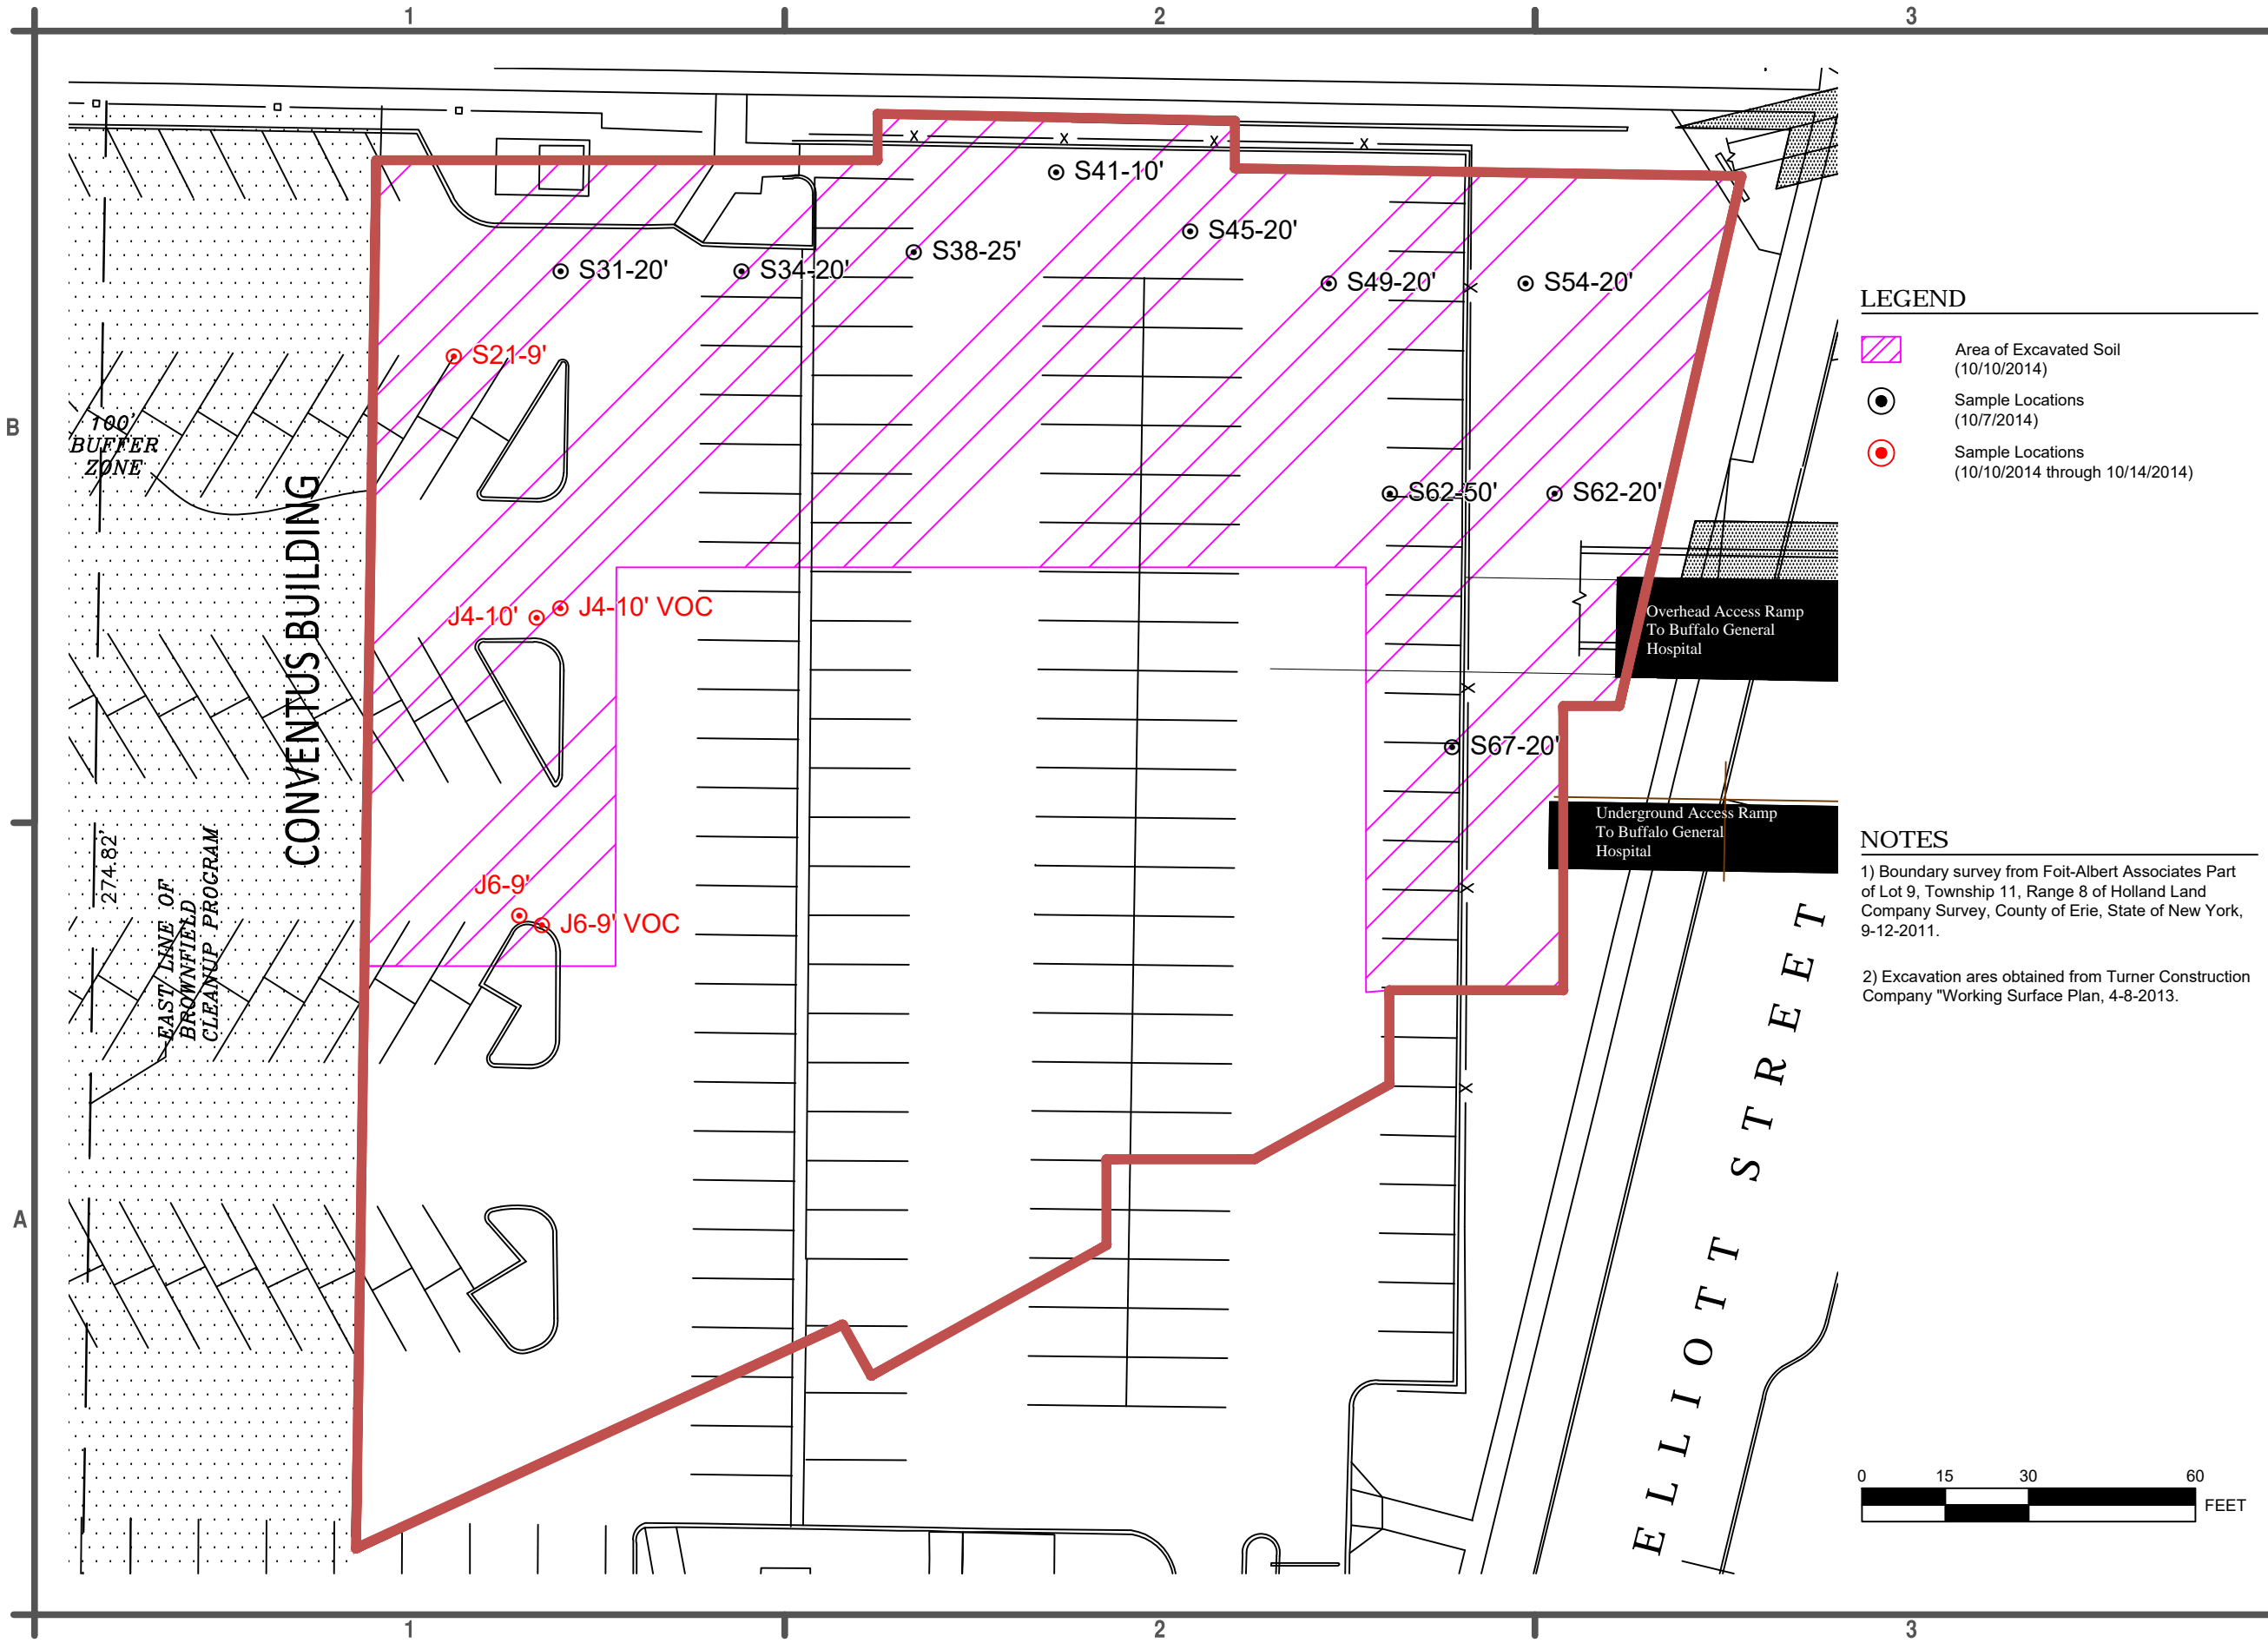 1
2
3
S41-10'
S45-20'
S38-25'
S31-20'
S34-20'
S49-20'
S54-20'
S21-9'
S62-50'
S62-20'
J4-10'
J4-10' VOC
S67-20'
J6-9'
J6-9' VOC
B
A
100'
BUFFER
ZONE
CONVENTUS BUILDING
274.82'
EAST LINE OF
BROWNFIELD
CLEANUP PROGRAM
Overhead Access Ramp
To Buffalo General
Hospital
Underground Access Ramp
To Buffalo General
Hospital
ELLIOTT STREET
LEGEND
Area of Excavated Soil
(10/10/2014)
Sample Locations
(10/7/2014)
Sample Locations
(10/10/2014 through 10/14/2014)
NOTES
1) Boundary survey from Foit-Albert Associates Part
of Lot 9, Township 11, Range 8 of Holland Land
Company Survey, County of Erie, State of New York,
9-12-2011.
2) Excavation ares obtained from Turner Construction
Company "Working Surface Plan, 4-8-2013.
0 15 30 60
FEET
1
2
3